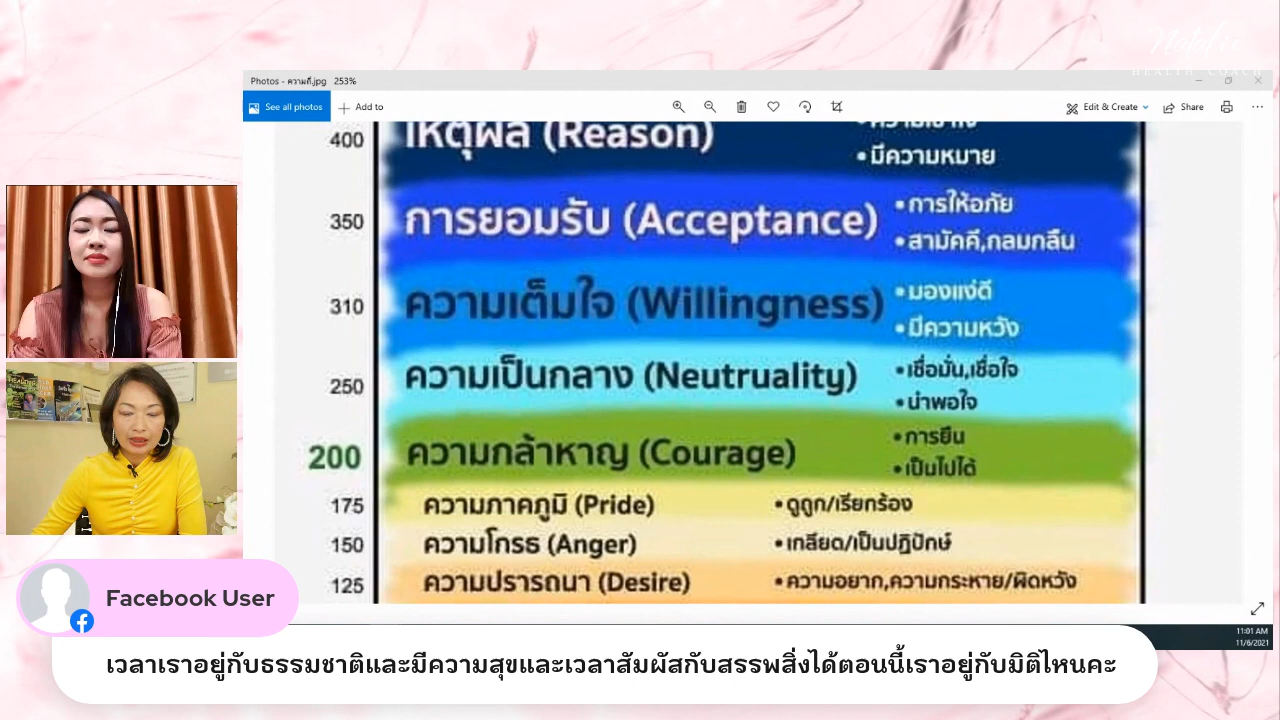 Natalie
HEALTH COACH
Photos - ความถี่.jpg 253%
See all photos
Add to
Edit & Create
Share
400 เหตุผล (Reason)
• มีความหมาย
350 การยอมรับ (Acceptance)
• การให้อภัย
• สามัคคี,กลมกลืน
310 ความเต็มใจ (Willingness)
• มองแง่ดี
• มีความหวัง
250 ความเป็นกลาง (Neutruality)
• เชื่อมั่น,เชื่อใจ
• น่าพอใจ
200 ความกล้าหาญ (Courage)
• การยืน
• เป็นไปได้
175 ความภาคภูมิ (Pride) • ดูถูก/เรียกร้อง
150 ความโกรธ (Anger) • เกลียด/เป็นปฏิปักษ์
125 ความปรารถนา (Desire) • ความอยาก,ความกระหาย/ผิดหวัง
Facebook User
11:01 AM
11/6/2021
เวลาเราอยู่กับธรรมชาติและมีความสุขและเวลาสัมผัสกับสรรพสิ่งได้ตอนนี้เราอยู่กับมิติไหนคะ